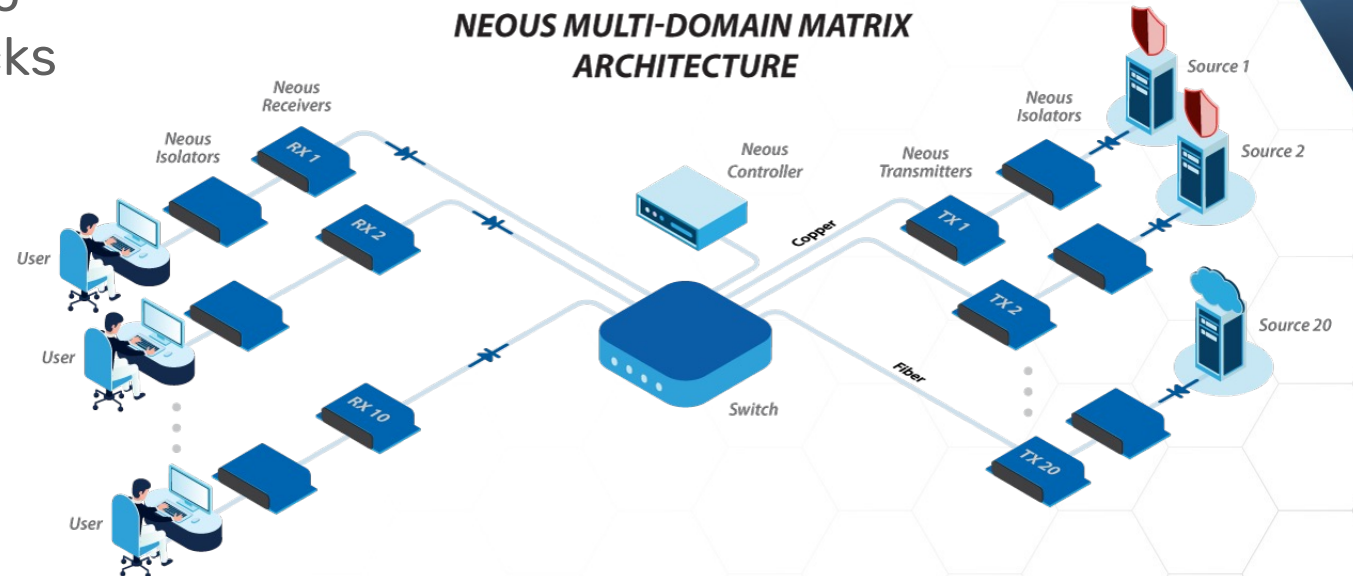 NEOUS MULTI-DOMAIN MATRIX
ARCHITECTURE
Neous
Receivers
Neous
Isolators
RX 1
RX 2
RX 10
User
User
User
Neous
Controller
Switch
Copper
Fiber
Neous
Transmitters
TX 1
TX 2
TX 20
Neous
Isolators
Source 1
Source 2
Source 20